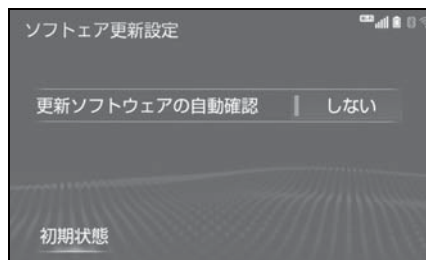 ソフトェア更新設定
更新ソフトウェアの自動確認 しない
初期状態